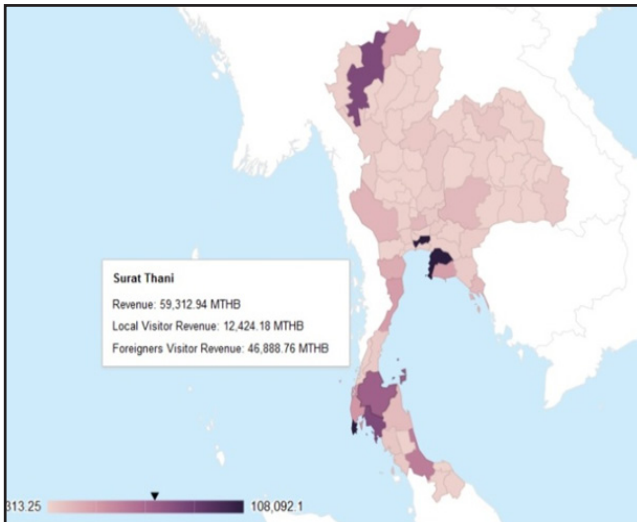 Surat Thani
Revenue: 59,312.94 MTHB
Local Visitor Revenue: 12,424.18 MTHB
Foreigners Visitor Revenue: 46,888.76 MTHB
313.25 108,092.1